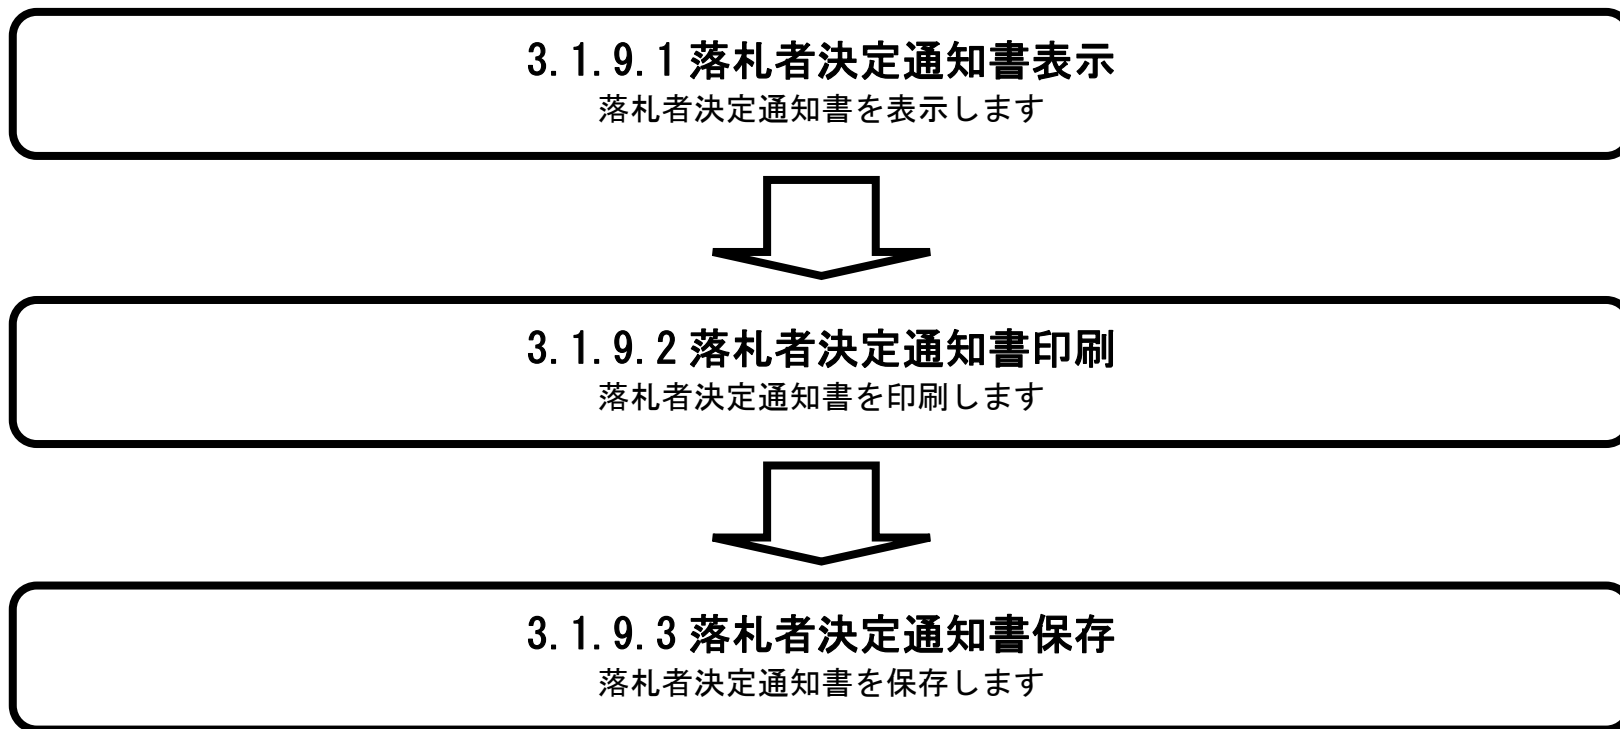 3.1.9.1 落札者決定通知書表示
落札者決定通知書を表示します
3.1.9.2 落札者決定通知書印刷
落札者決定通知書を印刷します
3.1.9.3 落札者決定通知書保存
落札者決定通知書を保存します